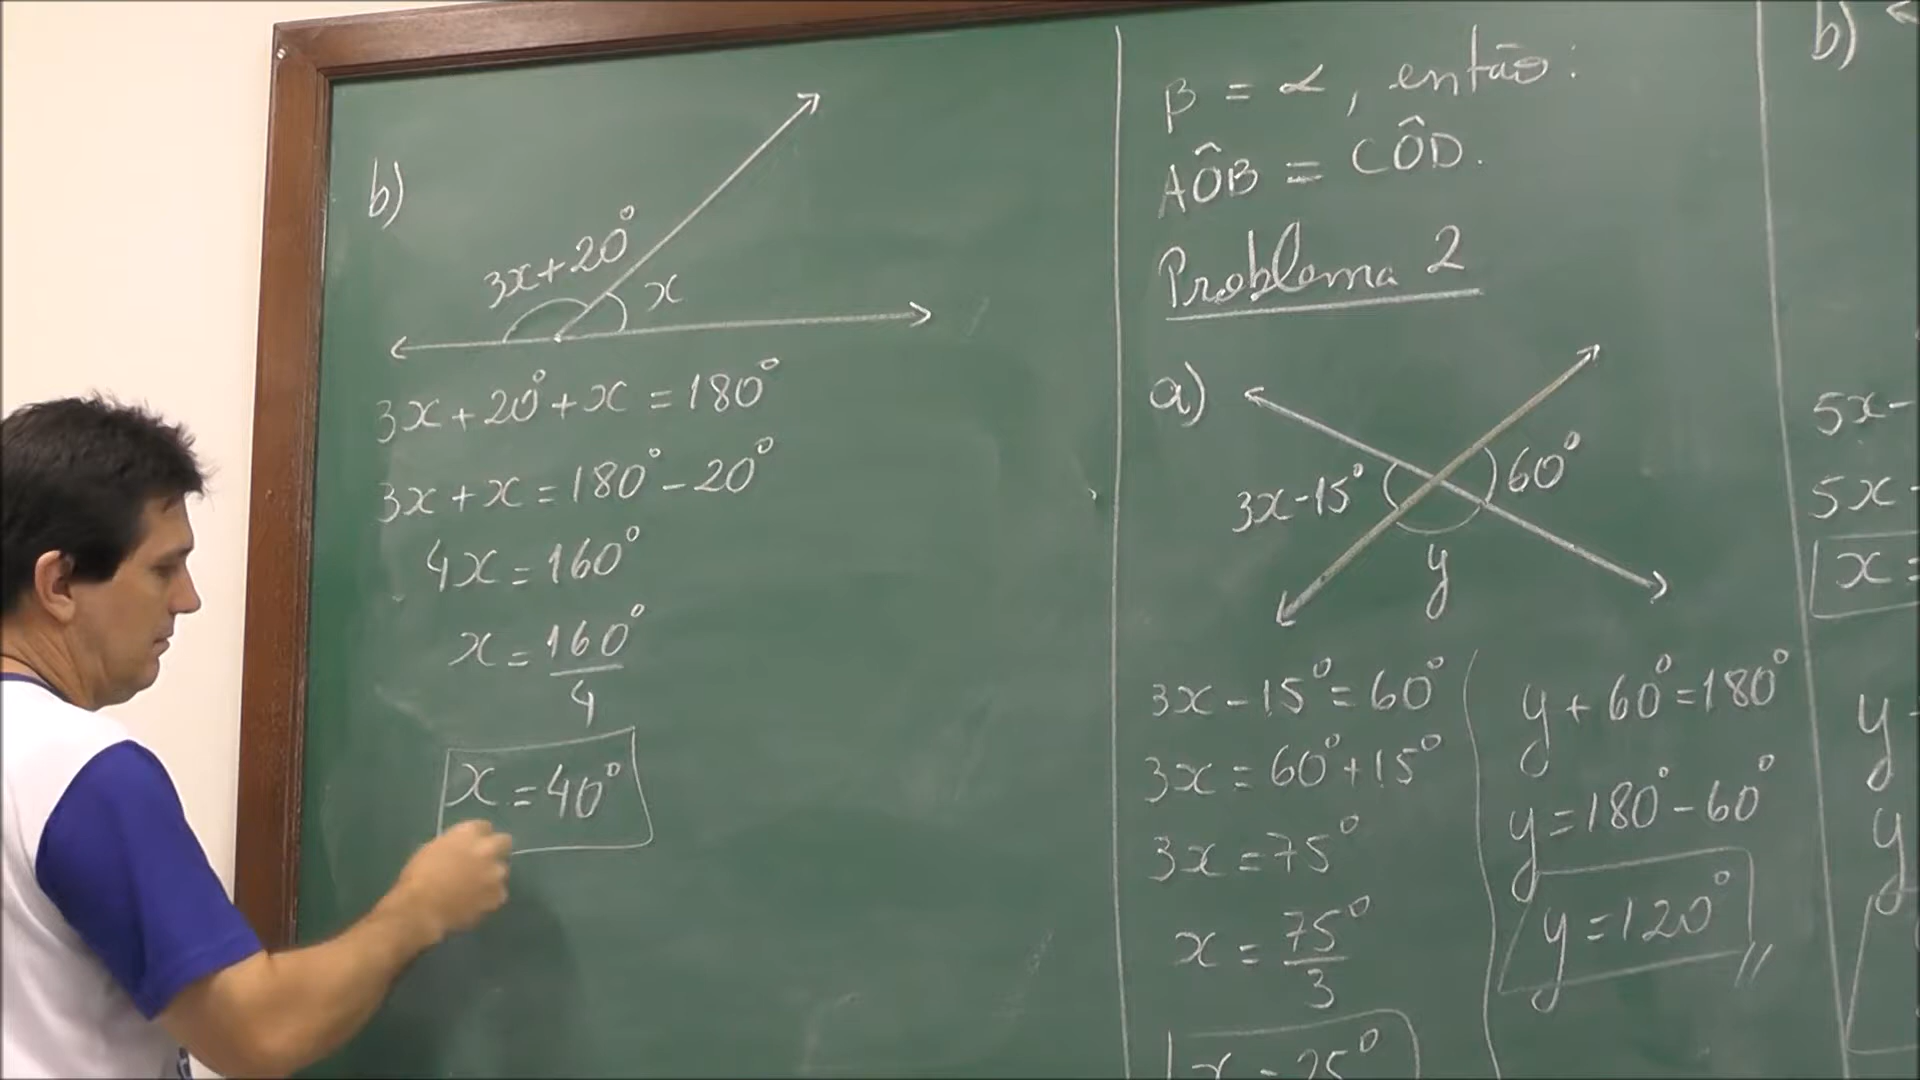 b)
3x+20°
x
3x+20°+x=180°
3x+x=180°-20°
4x=160°
x=160°
4
x=40°
β = α, então:
AÔB = CÔD.
Problema 2
a)
3x-15°
60°
y
3x-15°=60°
3x=60°+15°
3x=75°
x=75°
3
x=25°
y+60°=180°
y=180°-60°
y=120°
b)
5x-
5x-
x=
y
y